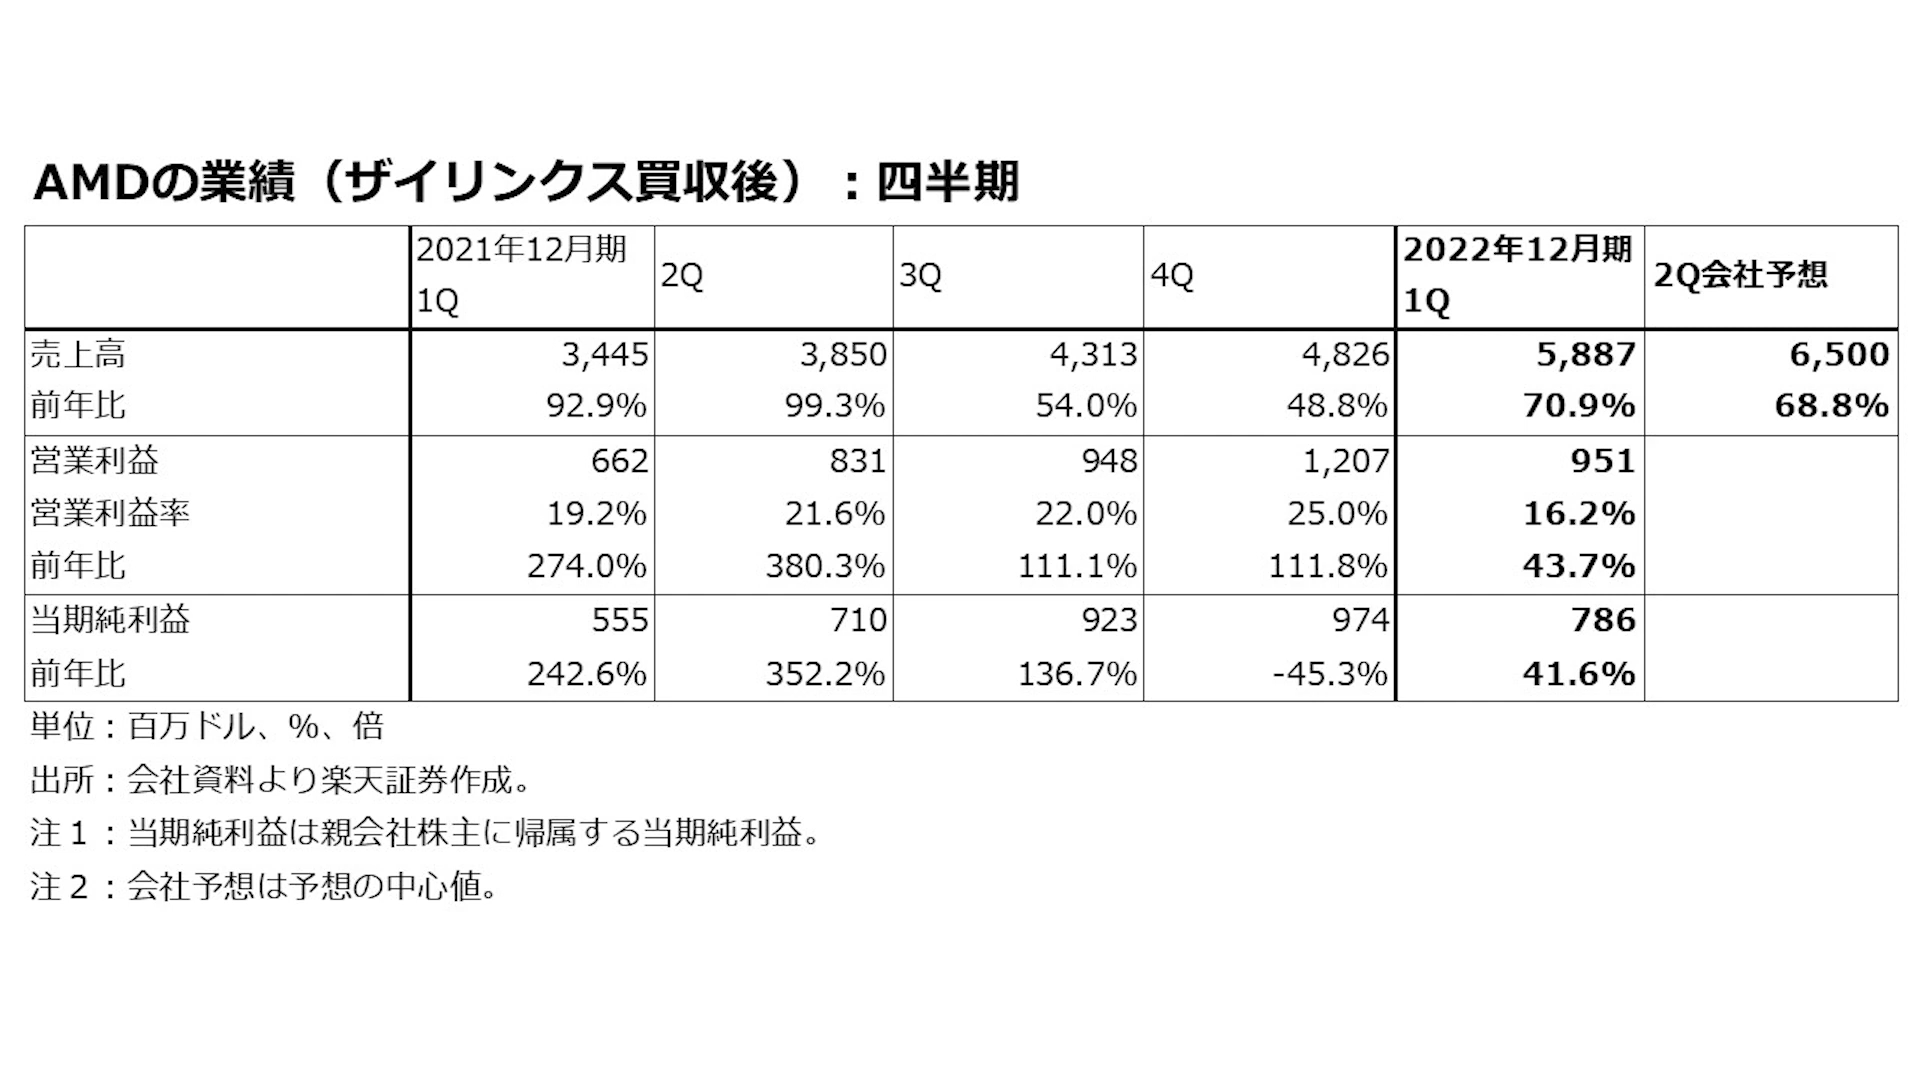 AMDの業績（ザイリンクス買収後）：四半期
2021年12月期 1Q 2Q 3Q 4Q 2022年12月期 1Q 2Q会社予想
売上高 3,445 3,850 4,313 4,826 5,887 6,500
前年比 92.9% 99.3% 54.0% 48.8% 70.9% 68.8%
営業利益 662 831 948 1,207 951
営業利益率 19.2% 21.6% 22.0% 25.0% 16.2%
前年比 274.0% 380.3% 111.1% 111.8% 43.7%
当期純利益 555 710 923 974 786
前年比 242.6% 352.2% 136.7% -45.3% 41.6%
単位：百万ドル、%、倍
出所：会社資料より楽天証券作成。
注１：当期純利益は親会社株主に帰属する当期純利益。
注２：会社予想は予想の中心値。